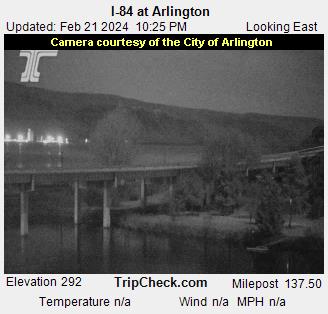 I-84 at Arlington
Updated: Feb 21 2024 10:25 PM Looking East
Camera courtesy of the City of Arlington
Elevation 292 TripCheck.com Milepost 137.50
Temperature n/a Wind n/a MPH n/a